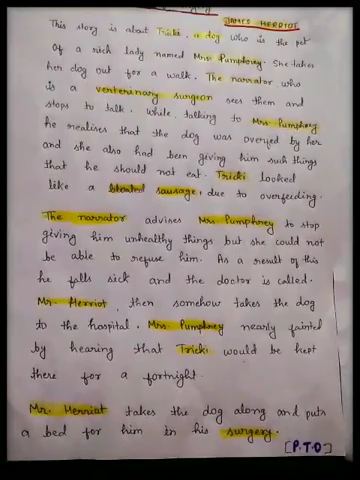 JAMES HERRIOT
This story is about Tricki, a dog who is the pet
of a rich lady named Mrs. Pumphrey. She takes
her dog out for a walk. The narrator who
is a verterinary surgeon sees them and
stops to talk. While talking to Mrs. Pumphrey
he realises that the dog was overfed by her
and she also had been giving him such things
that he should not eat. Tricki looked
like a bloated sausage, due to overfeeding.
The narrator advises Mrs. Pumphrey to stop
giving him unhealthy things but she could not
be able to refuse him. As a result of this
he falls sick and the doctor is called.
Mr. Herriot, then somehow takes the dog
to the hospital. Mrs. Pumphrey nearly fainted
by hearing that Tricki would be kept
there for a fortnight.
Mr. Herriat takes the dog along and puts
a bed for him in his surgery.
[P.T.O]